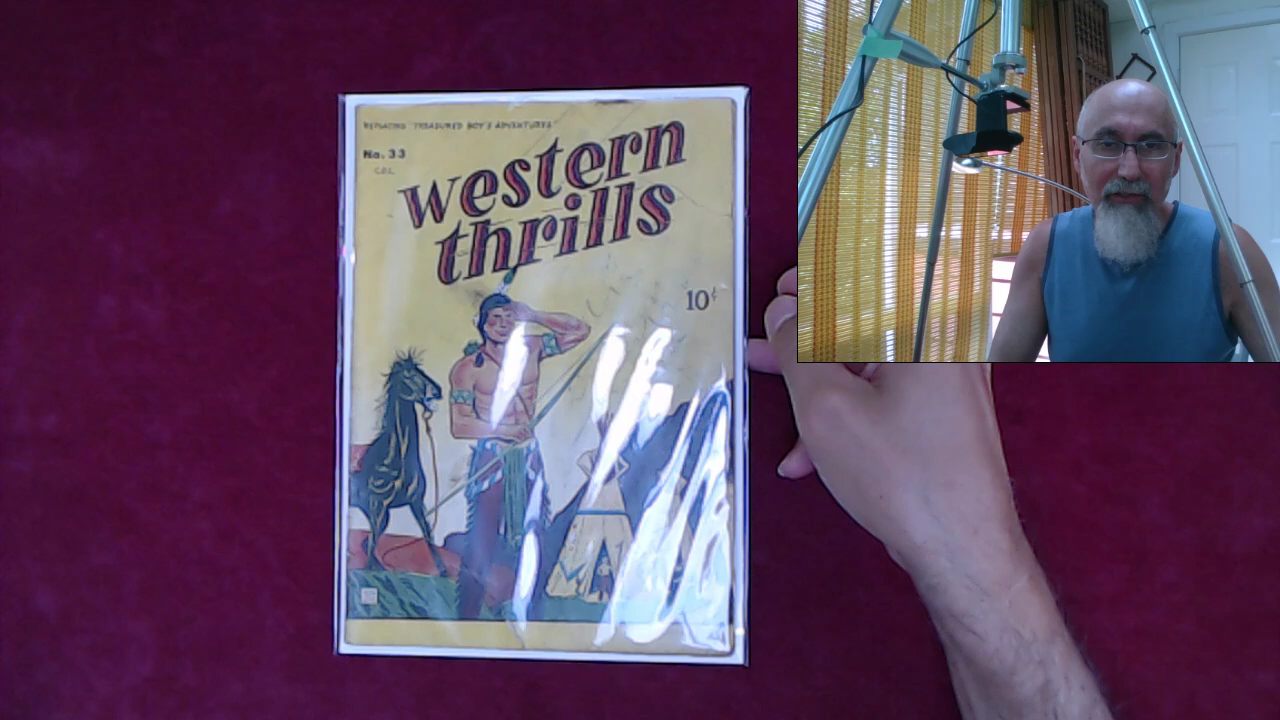 REPLACING "TREASURED BOY'S ADVENTURES"
No. 33
C.D.C.
western
thrills
10¢